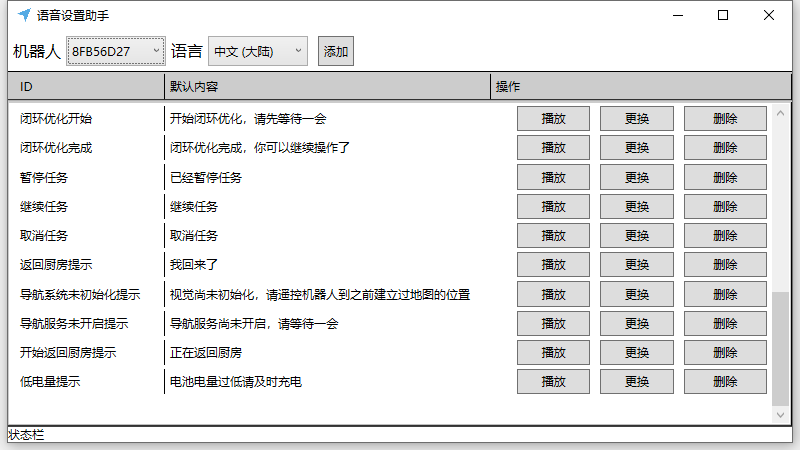 语音设置助手
机器人 8FB56D27 语言 中文 (大陆) 添加
ID 默认内容 操作
闭环优化开始 开始闭环优化，请先等待一会 播放 更换 删除
闭环优化完成 闭环优化完成，你可以继续操作了 播放 更换 删除
暂停任务 已经暂停任务 播放 更换 删除
继续任务 继续任务 播放 更换 删除
取消任务 取消任务 播放 更换 删除
返回厨房提示 我回来了 播放 更换 删除
导航系统未初始化提示 视觉尚未初始化，请遥控机器人到之前建立过地图的位置 播放 更换 删除
导航服务未开启提示 导航服务尚未开启，请等待一会 播放 更换 删除
开始返回厨房提示 正在返回厨房 播放 更换 删除
低电量提示 电池电量过低请及时充电 播放 更换 删除
状态栏